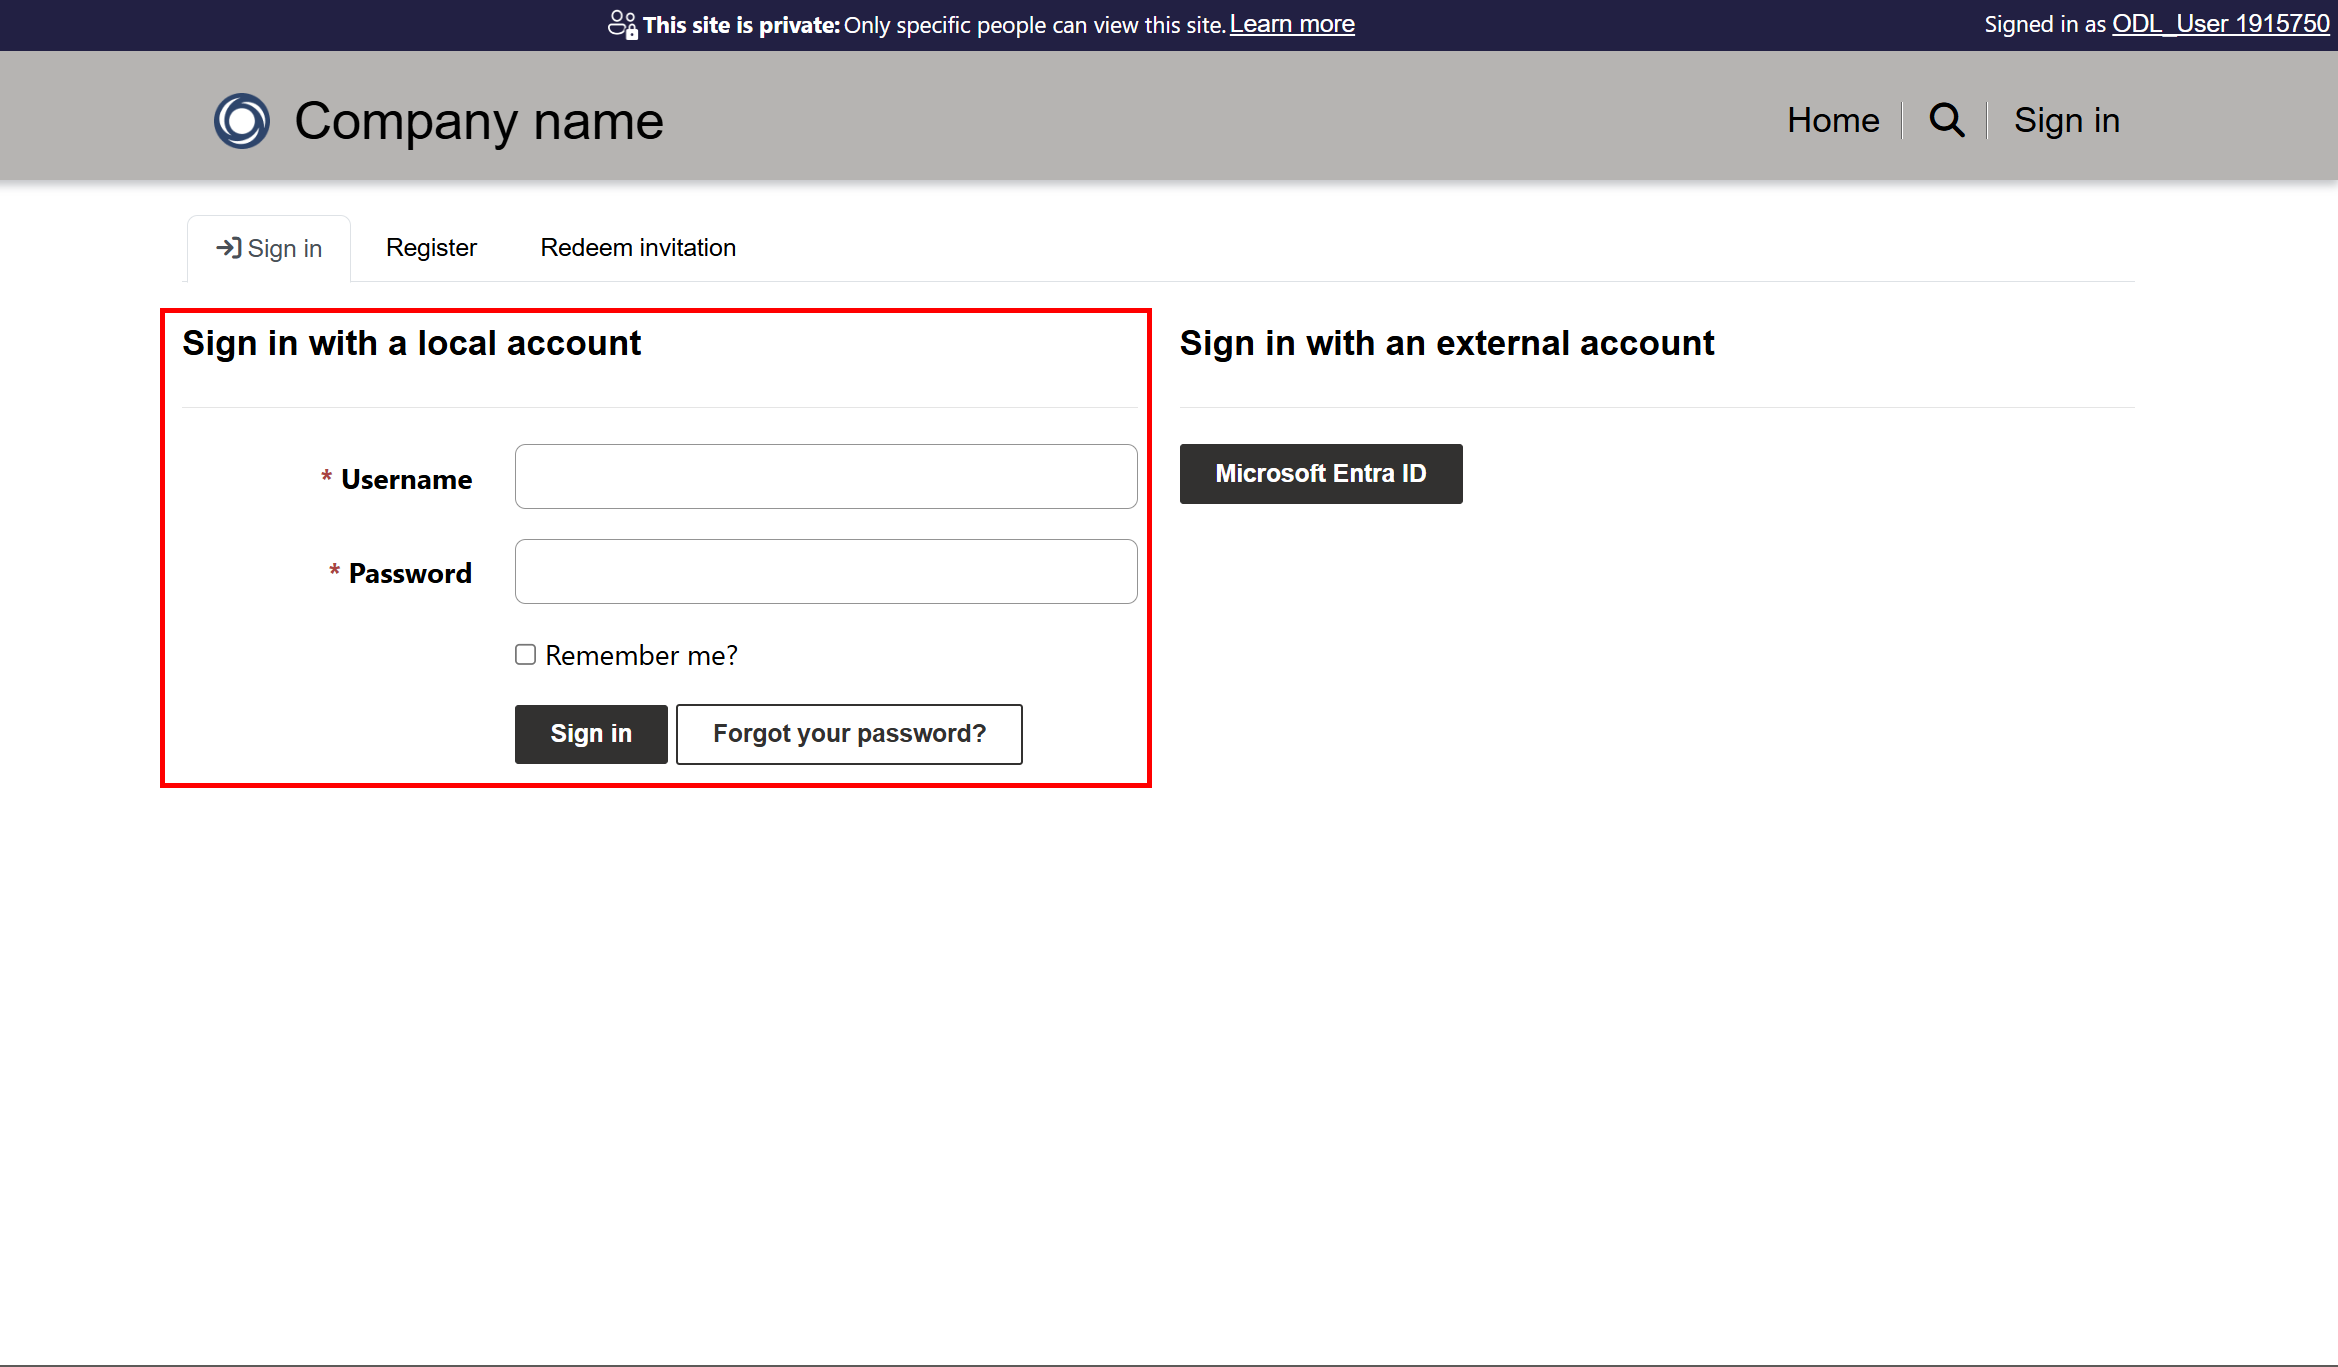 This site is private: Only specific people can view this site. Learn more
Signed in as ODL_User 1915750
Company name
Home
Sign in
Sign in
Register
Redeem invitation
Sign in with a local account
* Username
* Password
Remember me?
Sign in
Forgot your password?
Sign in with an external account
Microsoft Entra ID